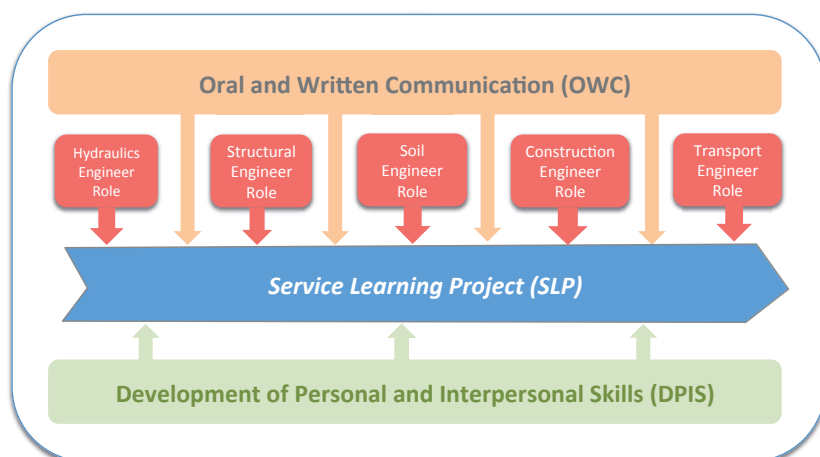 Oral and Written Communication (OWC)
Hydraulics
Engineer
Role
Structural
Engineer
Role
Soil
Engineer
Role
Construction
Engineer
Role
Transport
Engineer
Role
Service Learning Project (SLP)
Development of Personal and Interpersonal Skills (DPIS)